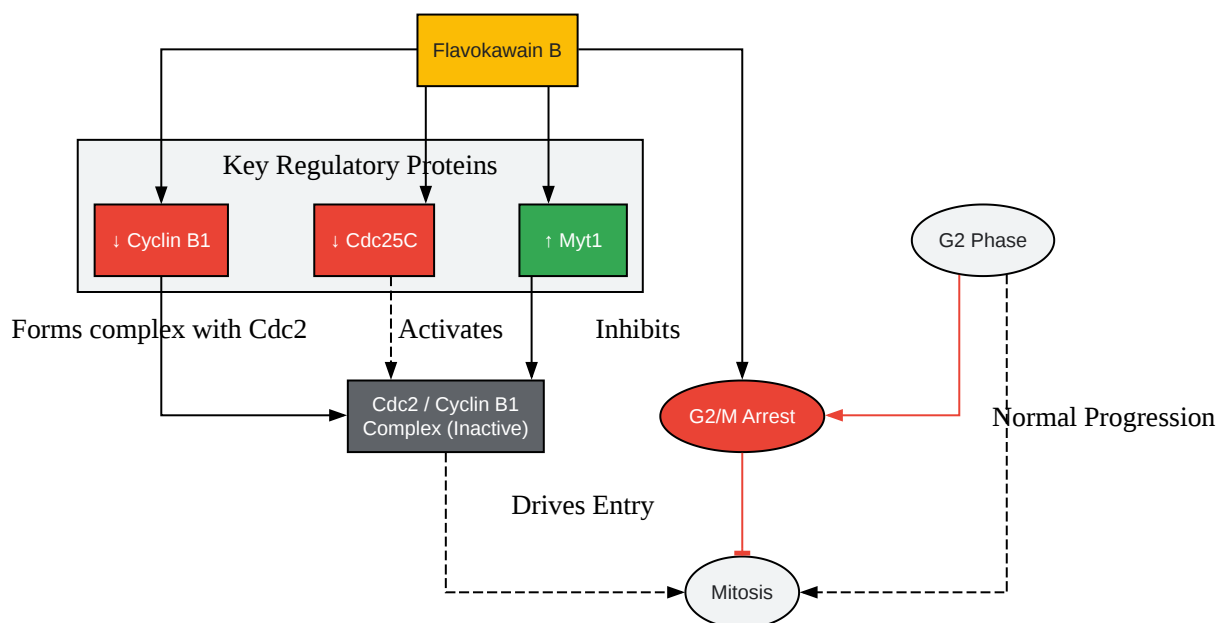 Flavokawain B
Key Regulatory Proteins
↓ Cyclin B1
↓ Cdc25C
↑ Myt1
G2 Phase
Forms complex with Cdc2
Activates
Inhibits
Cdc2 / Cyclin B1
Complex (Inactive)
G2/M Arrest
Normal Progression
Drives Entry
Mitosis